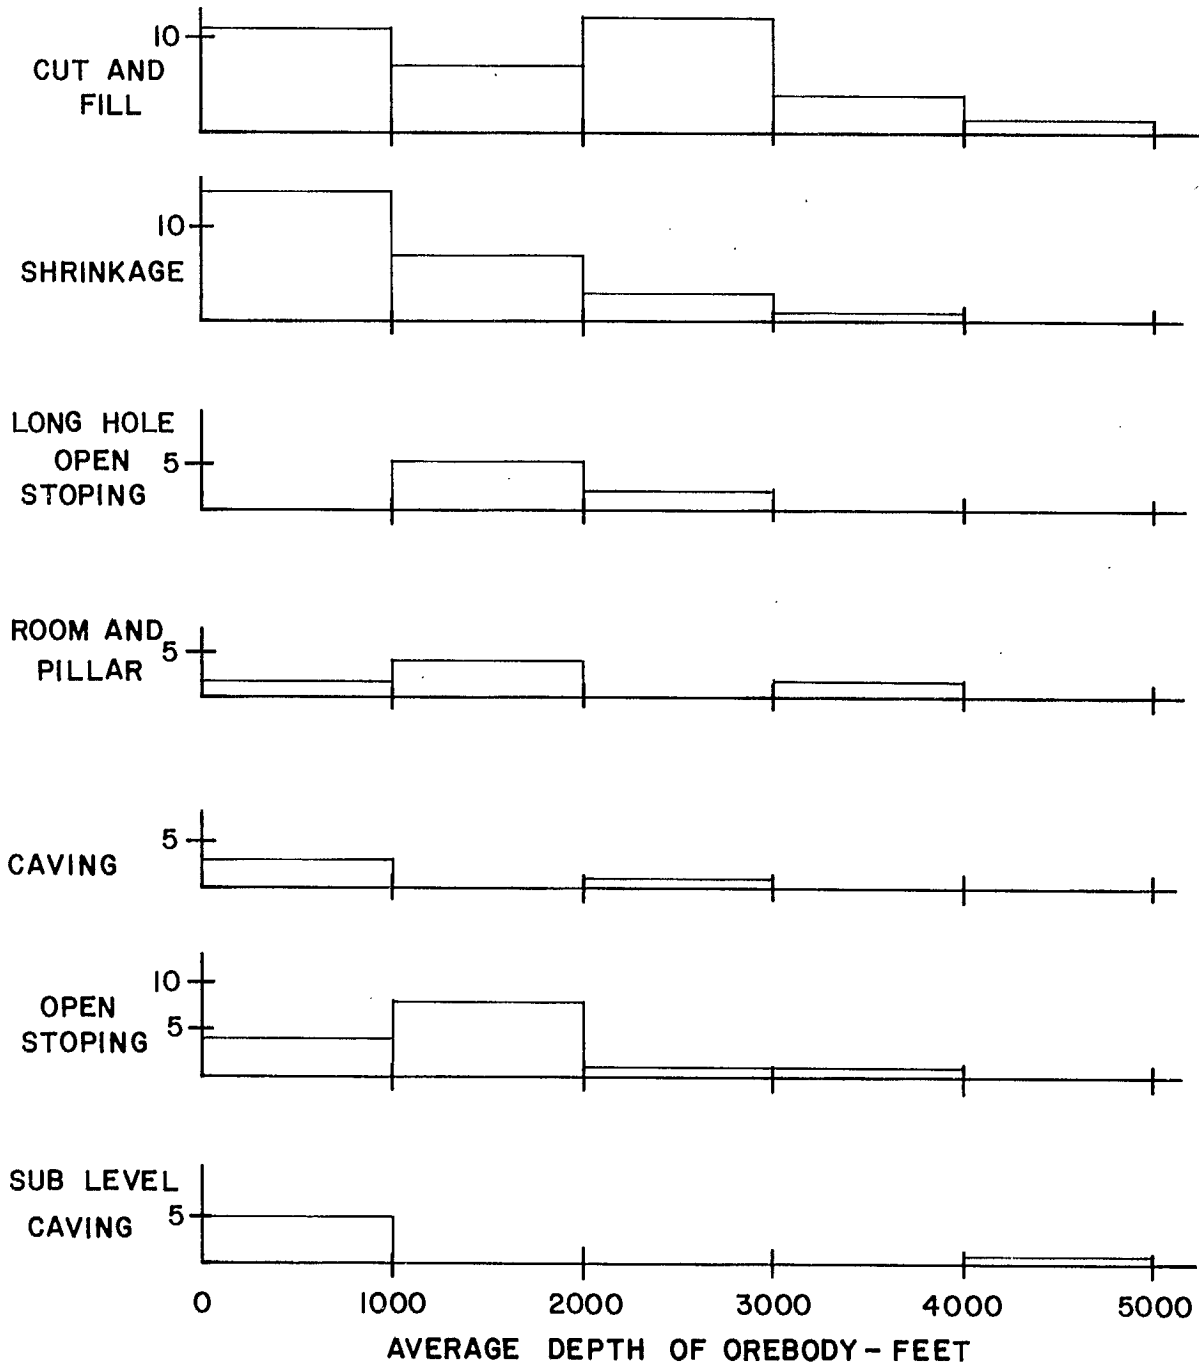 10
CUT AND
FILL
10
SHRINKAGE
LONG HOLE
OPEN
5
STOPING
ROOM AND
5
PILLAR
5
CAVING
10
OPEN
5
STOPING
SUB LEVEL
5
CAVING
0 1000 2000 3000 4000 5000
AVERAGE DEPTH OF OREBODY - FEET